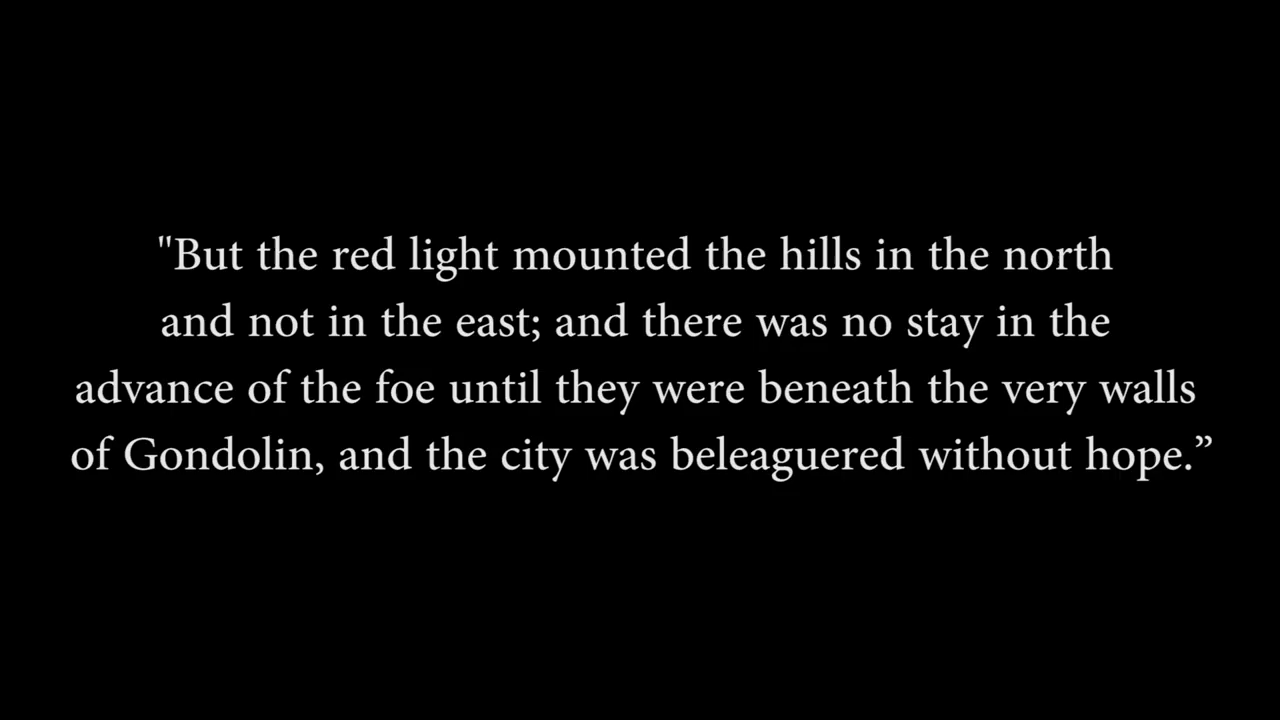 "But the red light mounted the hills in the north
and not in the east; and there was no stay in the
advance of the foe until they were beneath the very walls
of Gondolin, and the city was beleaguered without hope.”